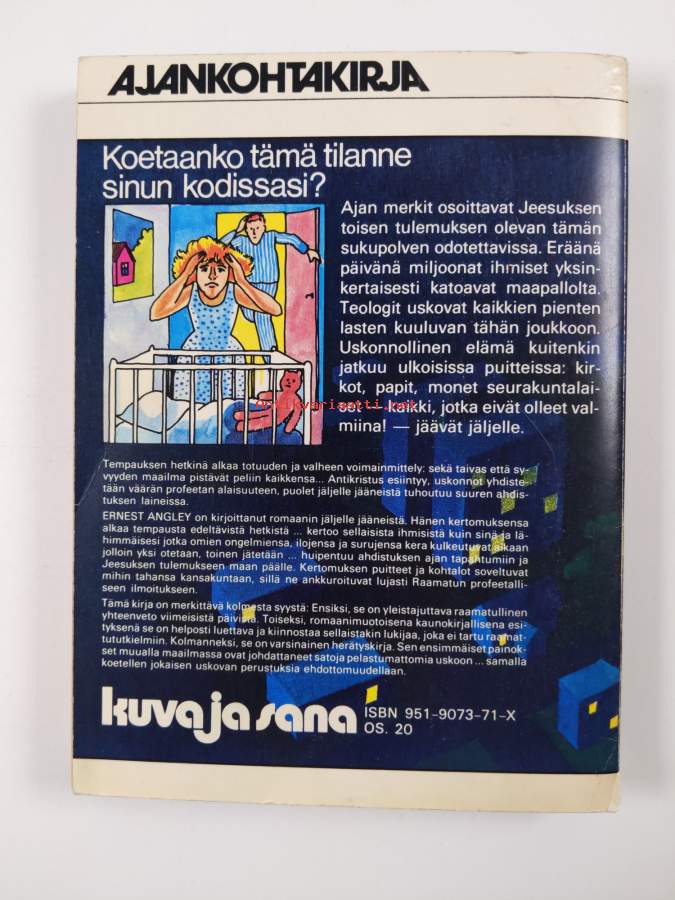 AJANKOHTAKIRJA
Koetaanko tämä tilanne
sinun kodissasi?
Ajan merkit osoittavat Jeesuksen
toisen tulemuksen olevan tämän
sukupolven odotettavissa. Eräänä
päivänä miljoonat ihmiset yksin-
kertaisesti katoavat maapallolta.
Teologit uskovat kaikkien pienten
lasten kuuluvan tähän joukkoon.
Uskonnollinen elämä kuitenkin
jatkuu ulkoisissa puitteissa: kir-
kot, papit, monet seurakuntalai-
set — kaikki, jotka eivät olleet val-
miina! — jäävät jäljelle.
antikvariaatti.net
Tempauksen hetkinä alkaa totuuden ja valheen voimainmittely: sekä taivas että sy-
vyyden maailma pistävät peliin kaikkensa... Antikristus esiintyy, uskonnot yhdiste-
tään väärän profeetan alaisuuteen, puolet jäljelle jääneistä tuhoutuu suuren ahdis-
tuksen laineissa.
ERNEST ANGLEY on kirjoittanut romaanin jäljelle jääneistä. Hänen kertomuksensa
alkaa tempausta edeltävistä hetkistä ... kertoo sellaisista ihmisistä kuin sinä ja lä-
himmäisesi jotka omien ongelmiensa, ilojensa ja surujensa kera kulkeutuvat aikaan
jolloin yksi otetaan, toinen jätetään ... huipentuu ahdistuksen ajan tapahtumiin ja
Jeesuksen tulemukseen maan päälle. Kertomuksen puitteet ja kohtalot soveltuvat
mihin tahansa kansakuntaan, sillä ne ankkuroituvat lujasti Raamatun profeetalli-
seen ilmoitukseen.
Tämä kirja on merkittävä kolmesta syystä: Ensiksi, se on yleistajuttava raamatullinen
yhteenveto viimeisistä päivistä. Toiseksi, romaanimuotoisena kaunokirjallisena esi-
tyksenä se on helposti luettava ja kiinnostaa sellaistakin lukijaa, joka ei tartu raamat-
tututkielmiin. Kolmanneksi, se on varsinainen herätyskirja. Sen ensimmäiset painok-
set muualla maailmassa ovat johdattaneet satoja pelastumattomia uskoon ... samalla
koetellen jokaisen uskovan perustuksia ehdottomuudellaan.
kuva ja sana
ISBN 951-9073-71-X
OS. 20